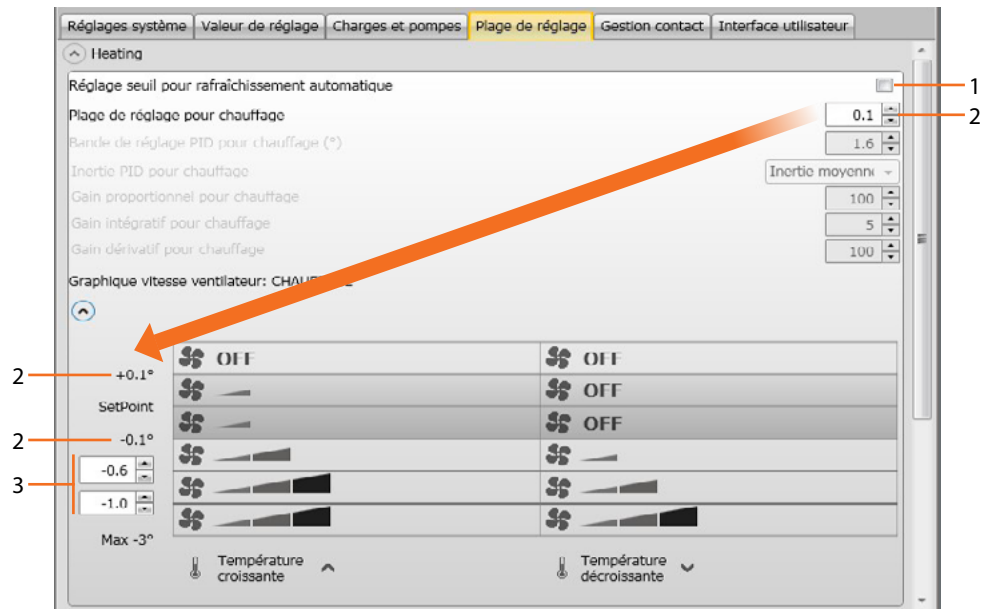 Réglages système Valeur de réglage Charges et pompes Plage de réglage Gestion contact Interface utilisateur
Heating
Réglage seuil pour rafraîchissement automatique 1
Plage de réglage pour chauffage 0.1 2
Bande de réglage PID pour chauffage (°) 1.6
Inertie PID pour chauffage Inertie moyenn
Gain proportionnel pour chauffage 100
Gain intégratif pour chauffage 5
Gain dérivatif pour chauffage 100
Graphique vitesse ventilateur:
OFF OFF
2 +0.1°
OFF
SetPoint
OFF
2 -0.1°
-0.6
3
-1.0
Max -3°
Température croissante
Température décroissante